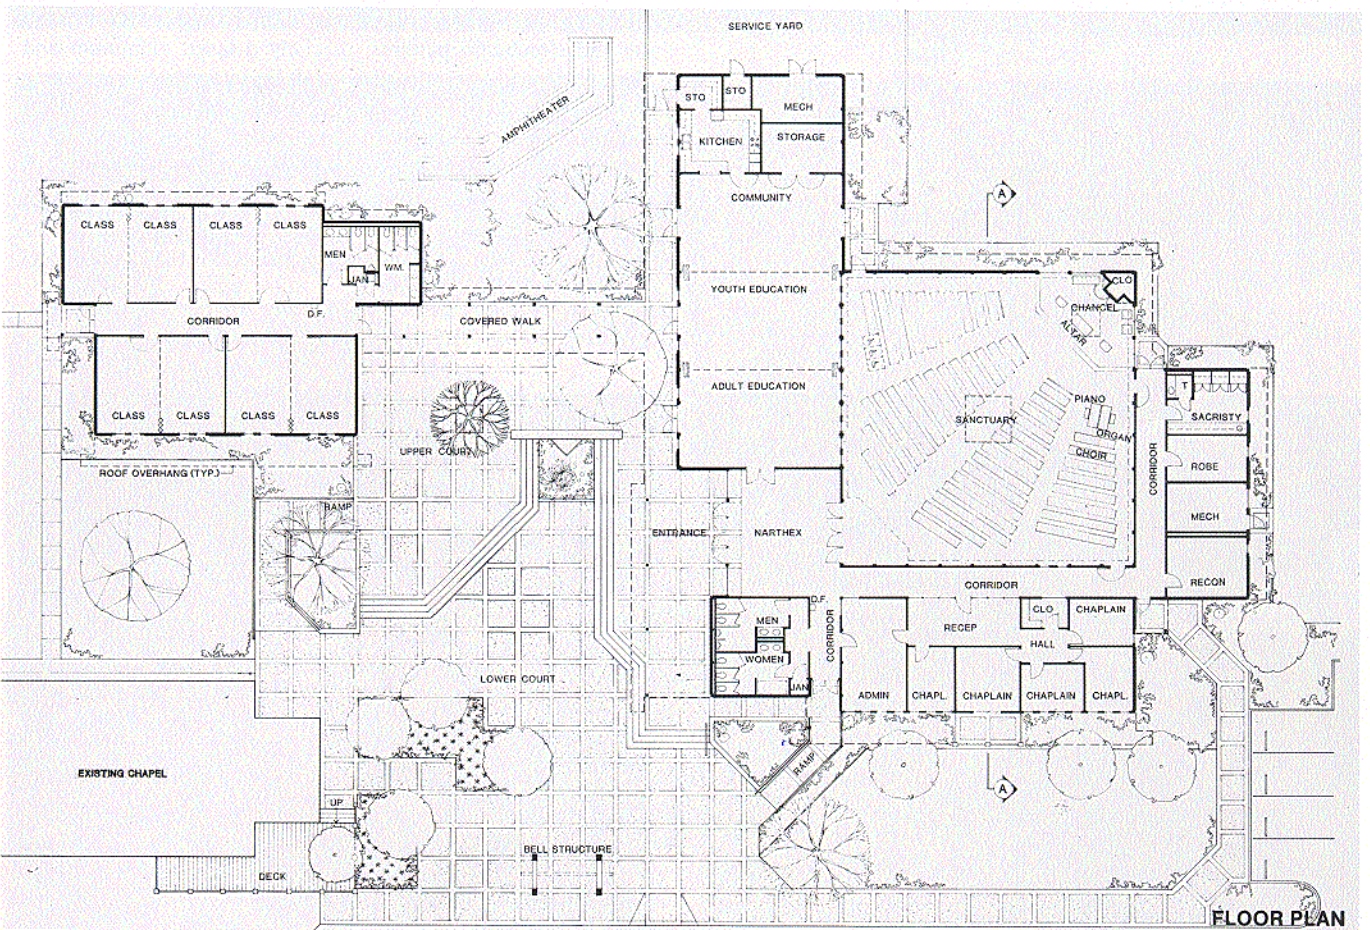 SERVICE YARD
STO
STO
MECH
AMPHITHEATER
KITCHEN
STORAGE
COMMUNITY
A
CLASS
CLASS
CLASS
CLASS
MEN
WM.
JAN
CLO
YOUTH EDUCATION
CHANCEL
D.F.
CORRIDOR
COVERED WALK
ALTAR
ADULT EDUCATION
T
PIANO
SACRISTY
CLASS
CLASS
CLASS
CLASS
SANCTUARY
ORGAN
UPPER COURT
CHOIR
CORRIDOR
ROOF OVERHANG (TYP.)
ROBE
RAMP
MECH
ENTRANCE
NARTHEX
RECON
CORRIDOR
D.F.
CLO
CHAPLAIN
MEN
CORRIDOR
RECEP
HALL
WOMEN
LOWER COURT
JAN
ADMIN
CHAPL.
CHAPLAIN
CHAPLAIN
CHAPL.
EXISTING CHAPEL
RAMP
A
UP
BELL STRUCTURE
DECK
FLOOR PLAN